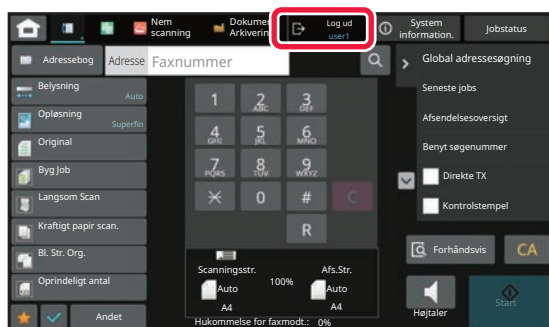 Nem
scanning
Dokument
Arkivering
Log ud
user1
System
information.
Jobstatus
Adressebog
Adresse
Faxnummer
Global adressesøgning
Belysning
Auto
Opløsning
Superfin
Original
Byg Job
Langsom Scan
Kraftigt papir scan.
Bl. Str. Org.
Oprindeligt antal
Andet
1
2
ABC
3
DEF
4
GHI
5
JKL
6
MNO
7
PQRS
8
TUV
9
WXYZ
0
#
C
R
Scanningsstr.
Afs.Str.
100%
Auto
Auto
A4
A4
Hukommelse for faxmodt.: 0%
Seneste jobs
Afsendelsesoversigt
Benyt søgenummer
Direkte TX
Kontrolstempel
Forhåndsvis
CA
Højtaler
Start